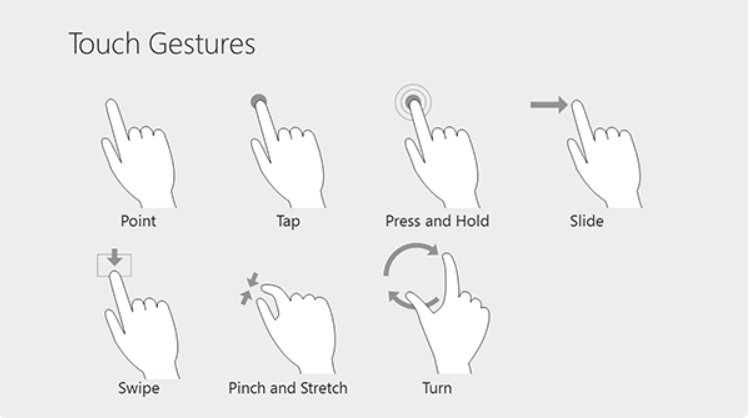 Touch Gestures
Point
Tap
Press and Hold
Slide
Swipe
Pinch and Stretch
Turn